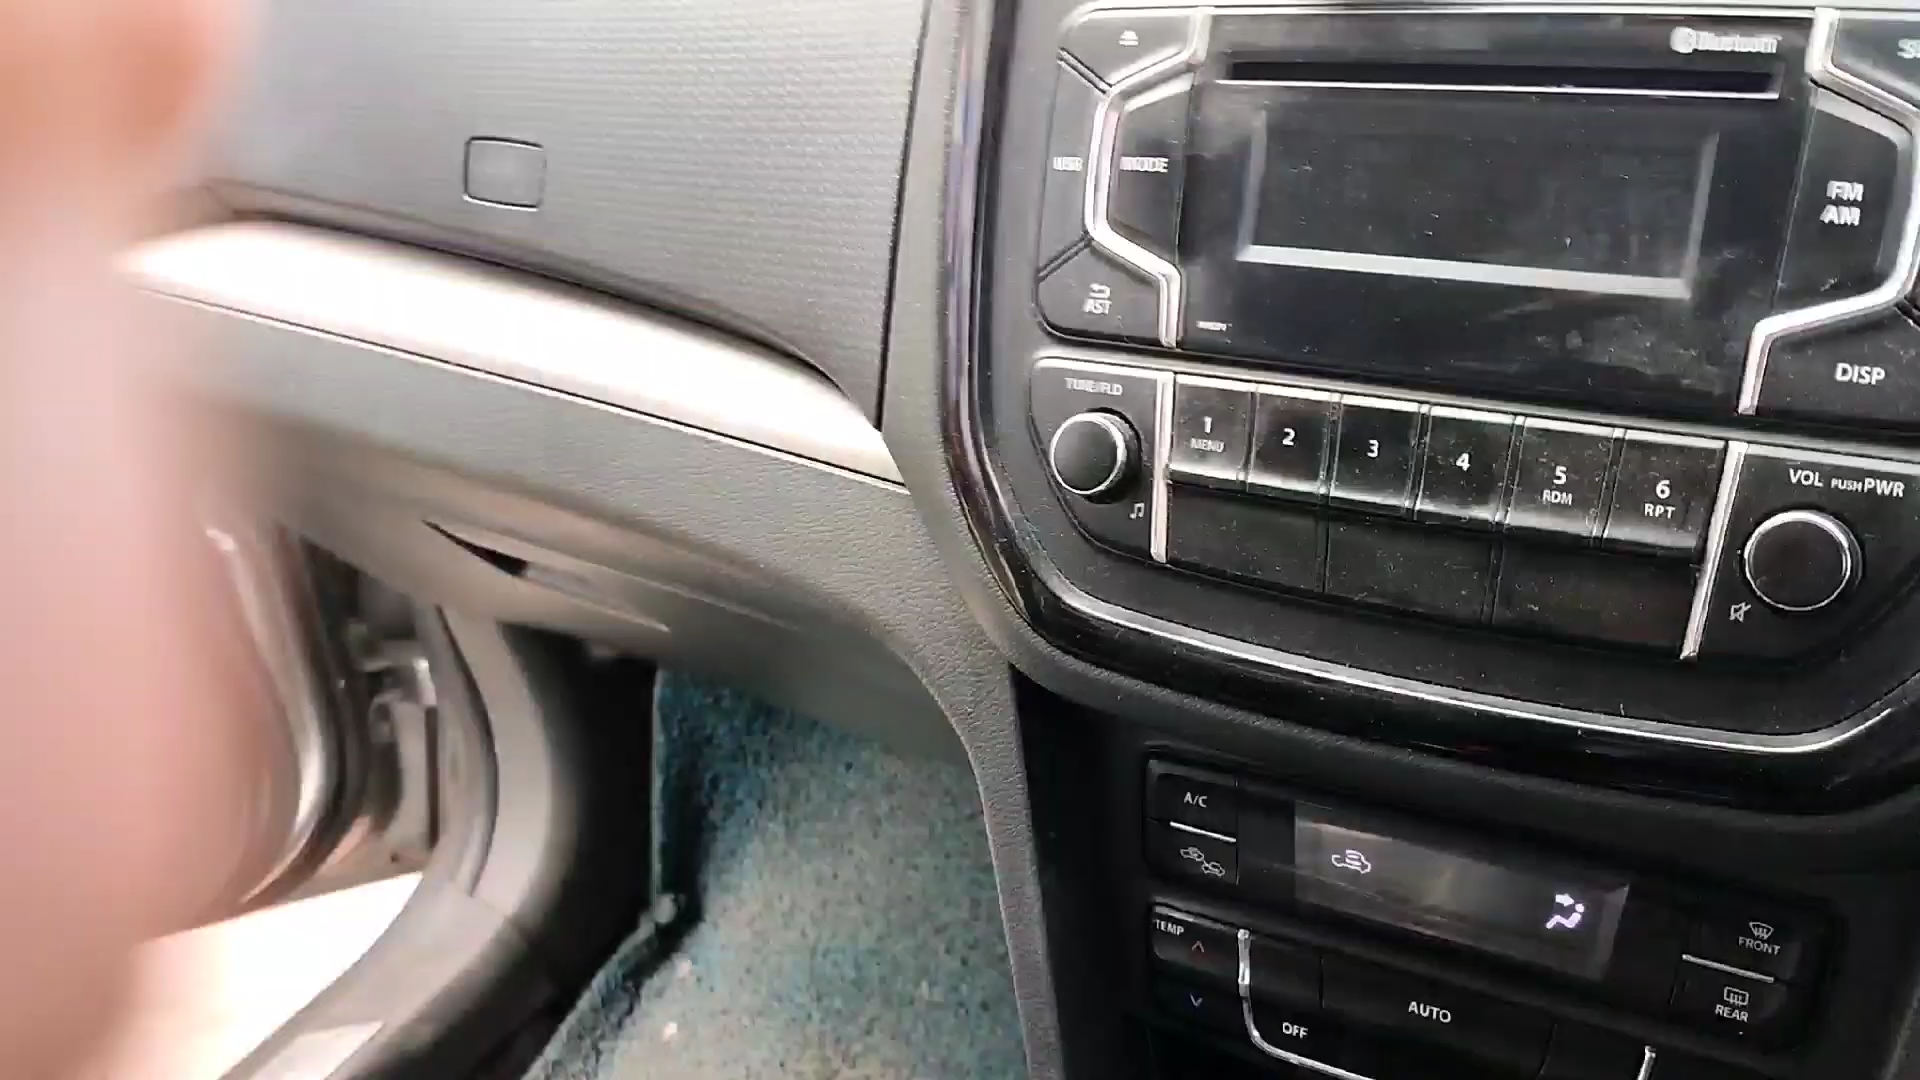 Bluetooth
USB
MODE
FM
AM
AST
DISP
TUNE/FLD
1
MENU
2
3
4
5
RDM
6
RPT
VOL PUSH PWR
A/C
TEMP
FRONT
REAR
AUTO
OFF